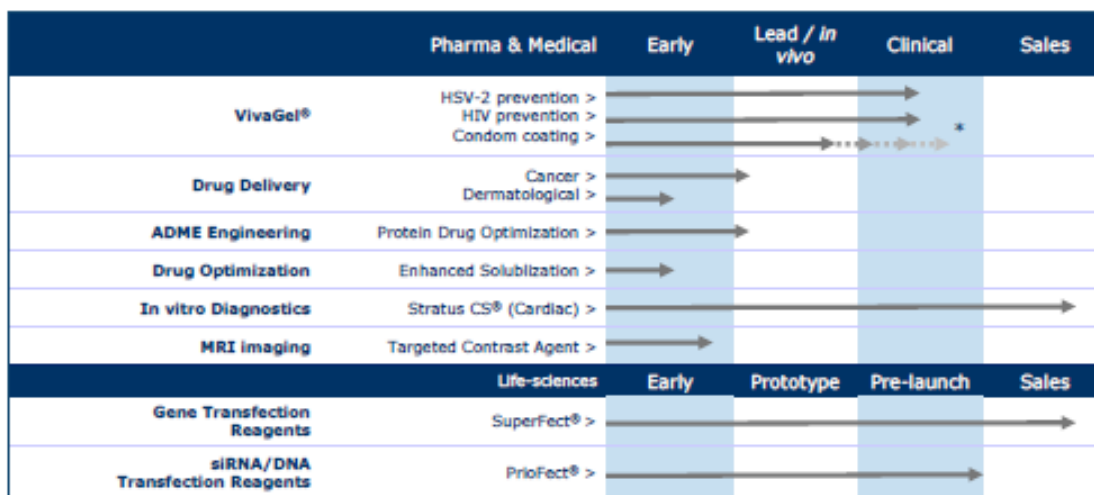 Pharma & Medical Early Lead / in vivo Clinical Sales
VivaGel®
HSV-2 prevention >
HIV prevention >
Condom coating >
*
Drug Delivery
Cancer >
Dermatological >
ADME Engineering Protein Drug Optimization >
Drug Optimization Enhanced Solublization >
In vitro Diagnostics Stratus CS® (Cardiac) >
MRI imaging Targeted Contrast Agent >
Life-sciences Early Prototype Pre-launch Sales
Gene Transfection
Reagents
SuperFect® >
siRNA/DNA
Transfection Reagents
PrioFect® >